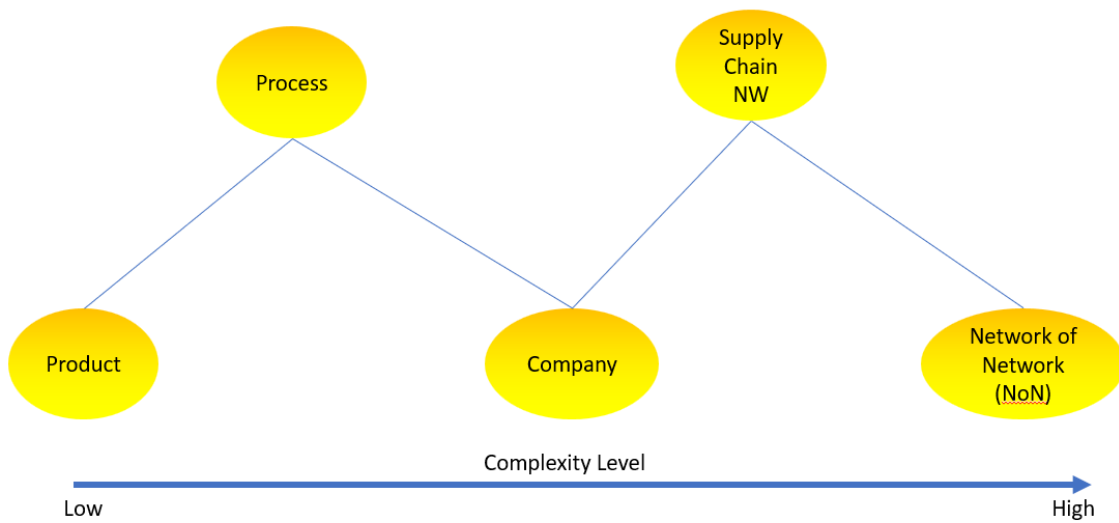 Process
Supply
Chain
NW
Product
Company
Network of
Network
(NoN)
Complexity Level
Low
High